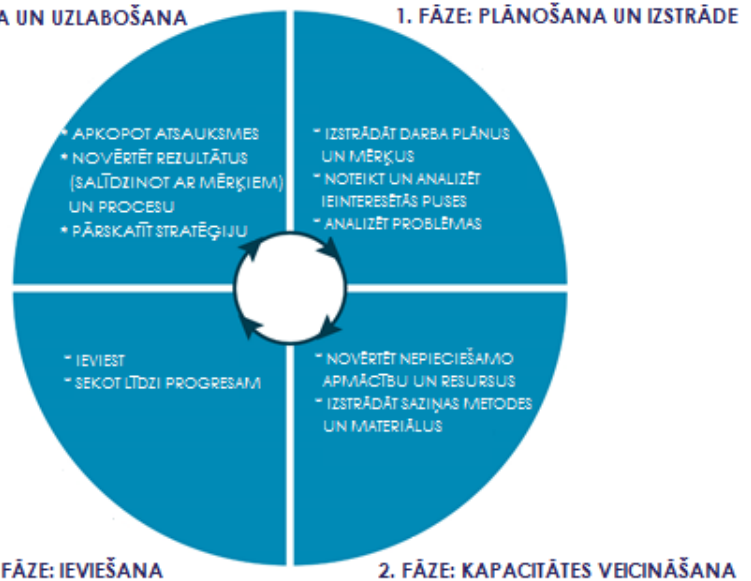 A UN UZLABOŠANA
1. FĀZE: PLĀNOŠANA UN IZSTRĀDE
* APKOPOT ATSAUKSMES
* NOVĒRTĒT REZULTĀTUS
(SALĪDZINOT AR MĒRĶIEM)
UN PROCESU
* PĀRSKATĪT STRATĒĢIJU
* IZSTRĀDĀT DARBA PLĀNUS
UN MĒRĶUS
* NOTEIKT UN ANALIZĒT
IEINTERESĒTĀS PUSES
* ANALIZĒT PROBLĒMAS
* IEVIEST
* SEKOT LĪDZI PROGRESAM
* NOVĒRTĒT NEPIECIEŠAMO
APMĀCĪBU UN RESURSUS
* IZSTRĀDĀT SAZIŅAS METODES
UN MATERIĀLUS
FĀZE: IEVIEŠANA
2. FĀZE: KAPACITĀTES VEICINĀŠANA